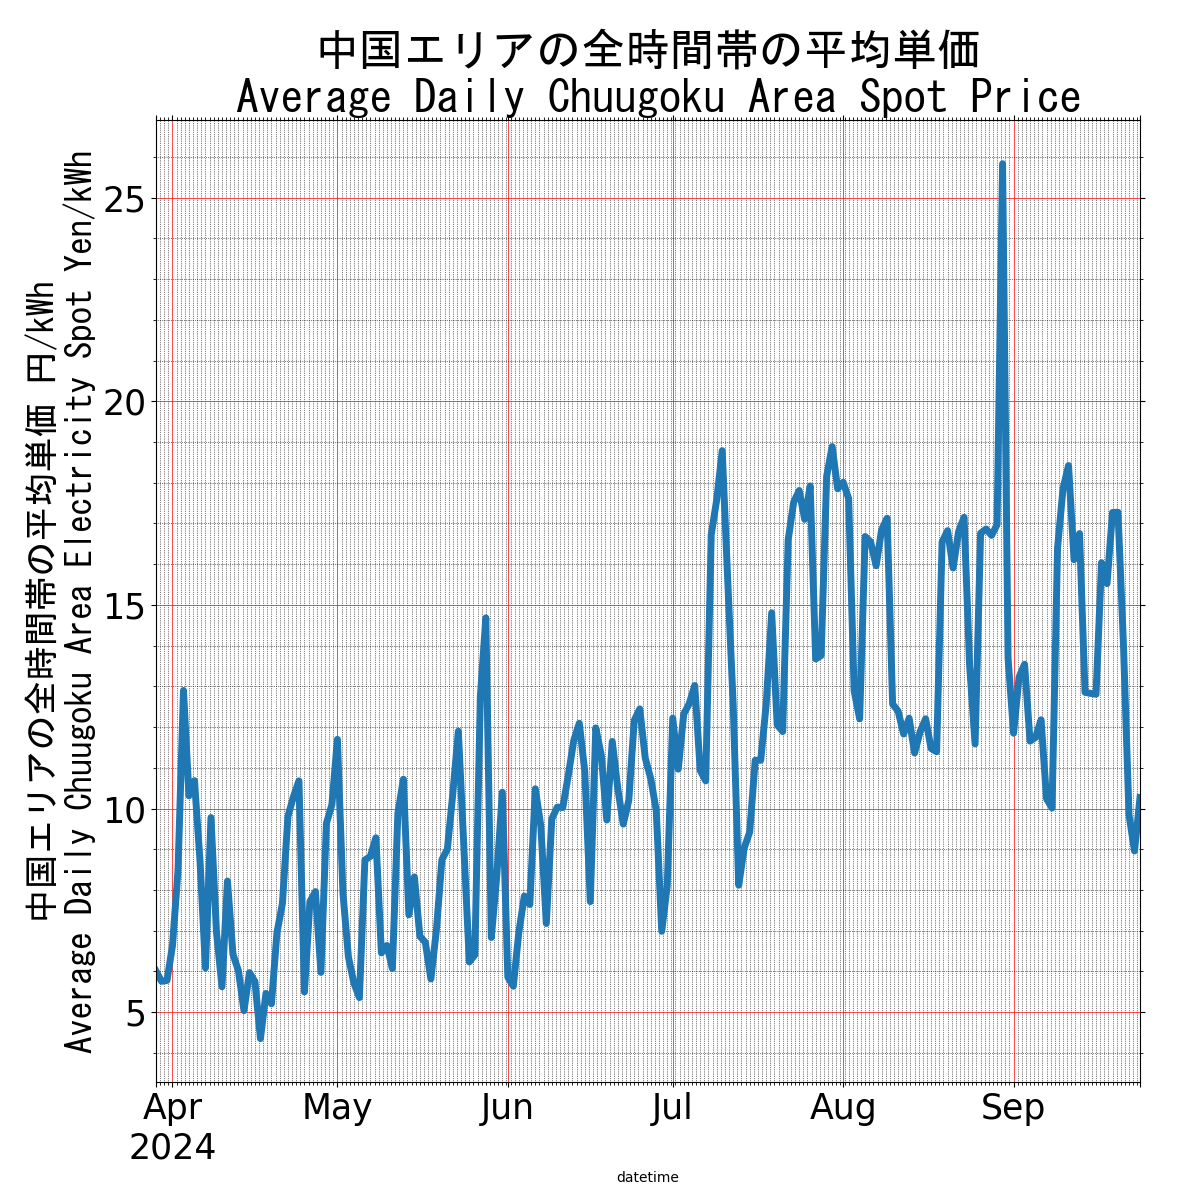 中国エリアの全時間帯の平均単価
Average Daily Chuugoku Area Spot Price
中国エリアの全時間帯の平均単価 円/kWh
Average Daily Chuugoku Area Electricity Spot Yen/kWh
25
20
15
10
5
Apr May Jun Jul Aug Sep
2024
datetime